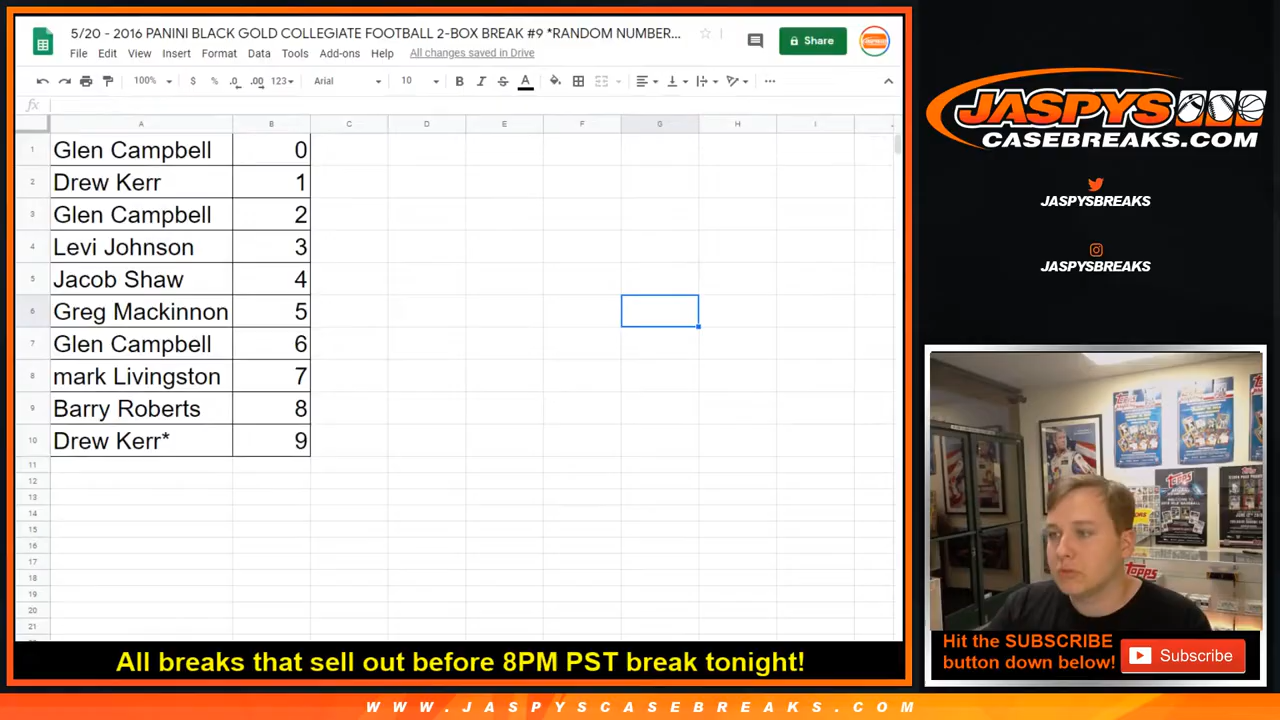 5/20 - 2016 PANINI BLACK GOLD COLLEGIATE FOOTBALL 2-BOX BREAK #9 *RANDOM NUMBER...
File Edit View Insert Format Data Tools Add-ons Help All changes saved in Drive
Share
100% $ % .0 .00 123 Arial 10 B I S A
fx
A B C D E F G H I
1 Glen Campbell 0
2 Drew Kerr 1
3 Glen Campbell 2
4 Levi Johnson 3
5 Jacob Shaw 4
6 Greg Mackinnon 5
7 Glen Campbell 6
8 mark Livingston 7
9 Barry Roberts 8
10 Drew Kerr* 9
11
12
13
14
15
16
17
18
19
20
21
All breaks that sell out before 8PM PST break tonight!
WWW.JASPYSCASEBREAKS.COM
JASPYS
CASEBREAKS.COM
JASPYSBREAKS
JASPYSBREAKS
Topps
Topps
Topps
topps
Hit the SUBSCRIBE
button down below!
Subscribe